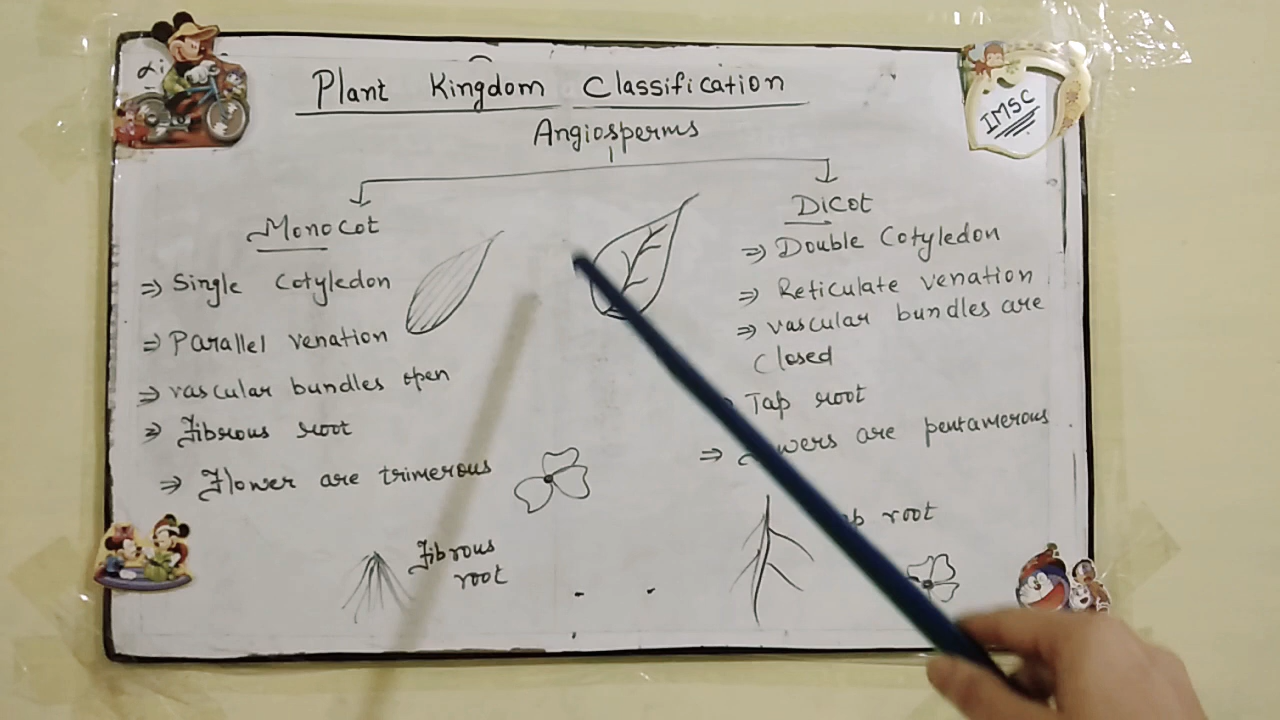 Plant Kingdom Classification
Angiosperms
IMSC
Monocot
⇒ Single Cotyledon
⇒ Parallel venation
⇒ vascular bundles open
⇒ Fibrous root
⇒ Flower are trimerous
Fibrous
root
Dicot
⇒ Double Cotyledon
⇒ Reticulate venation
⇒ vascular bundles are
Closed
Tap root
⇒ are pentamerous
root